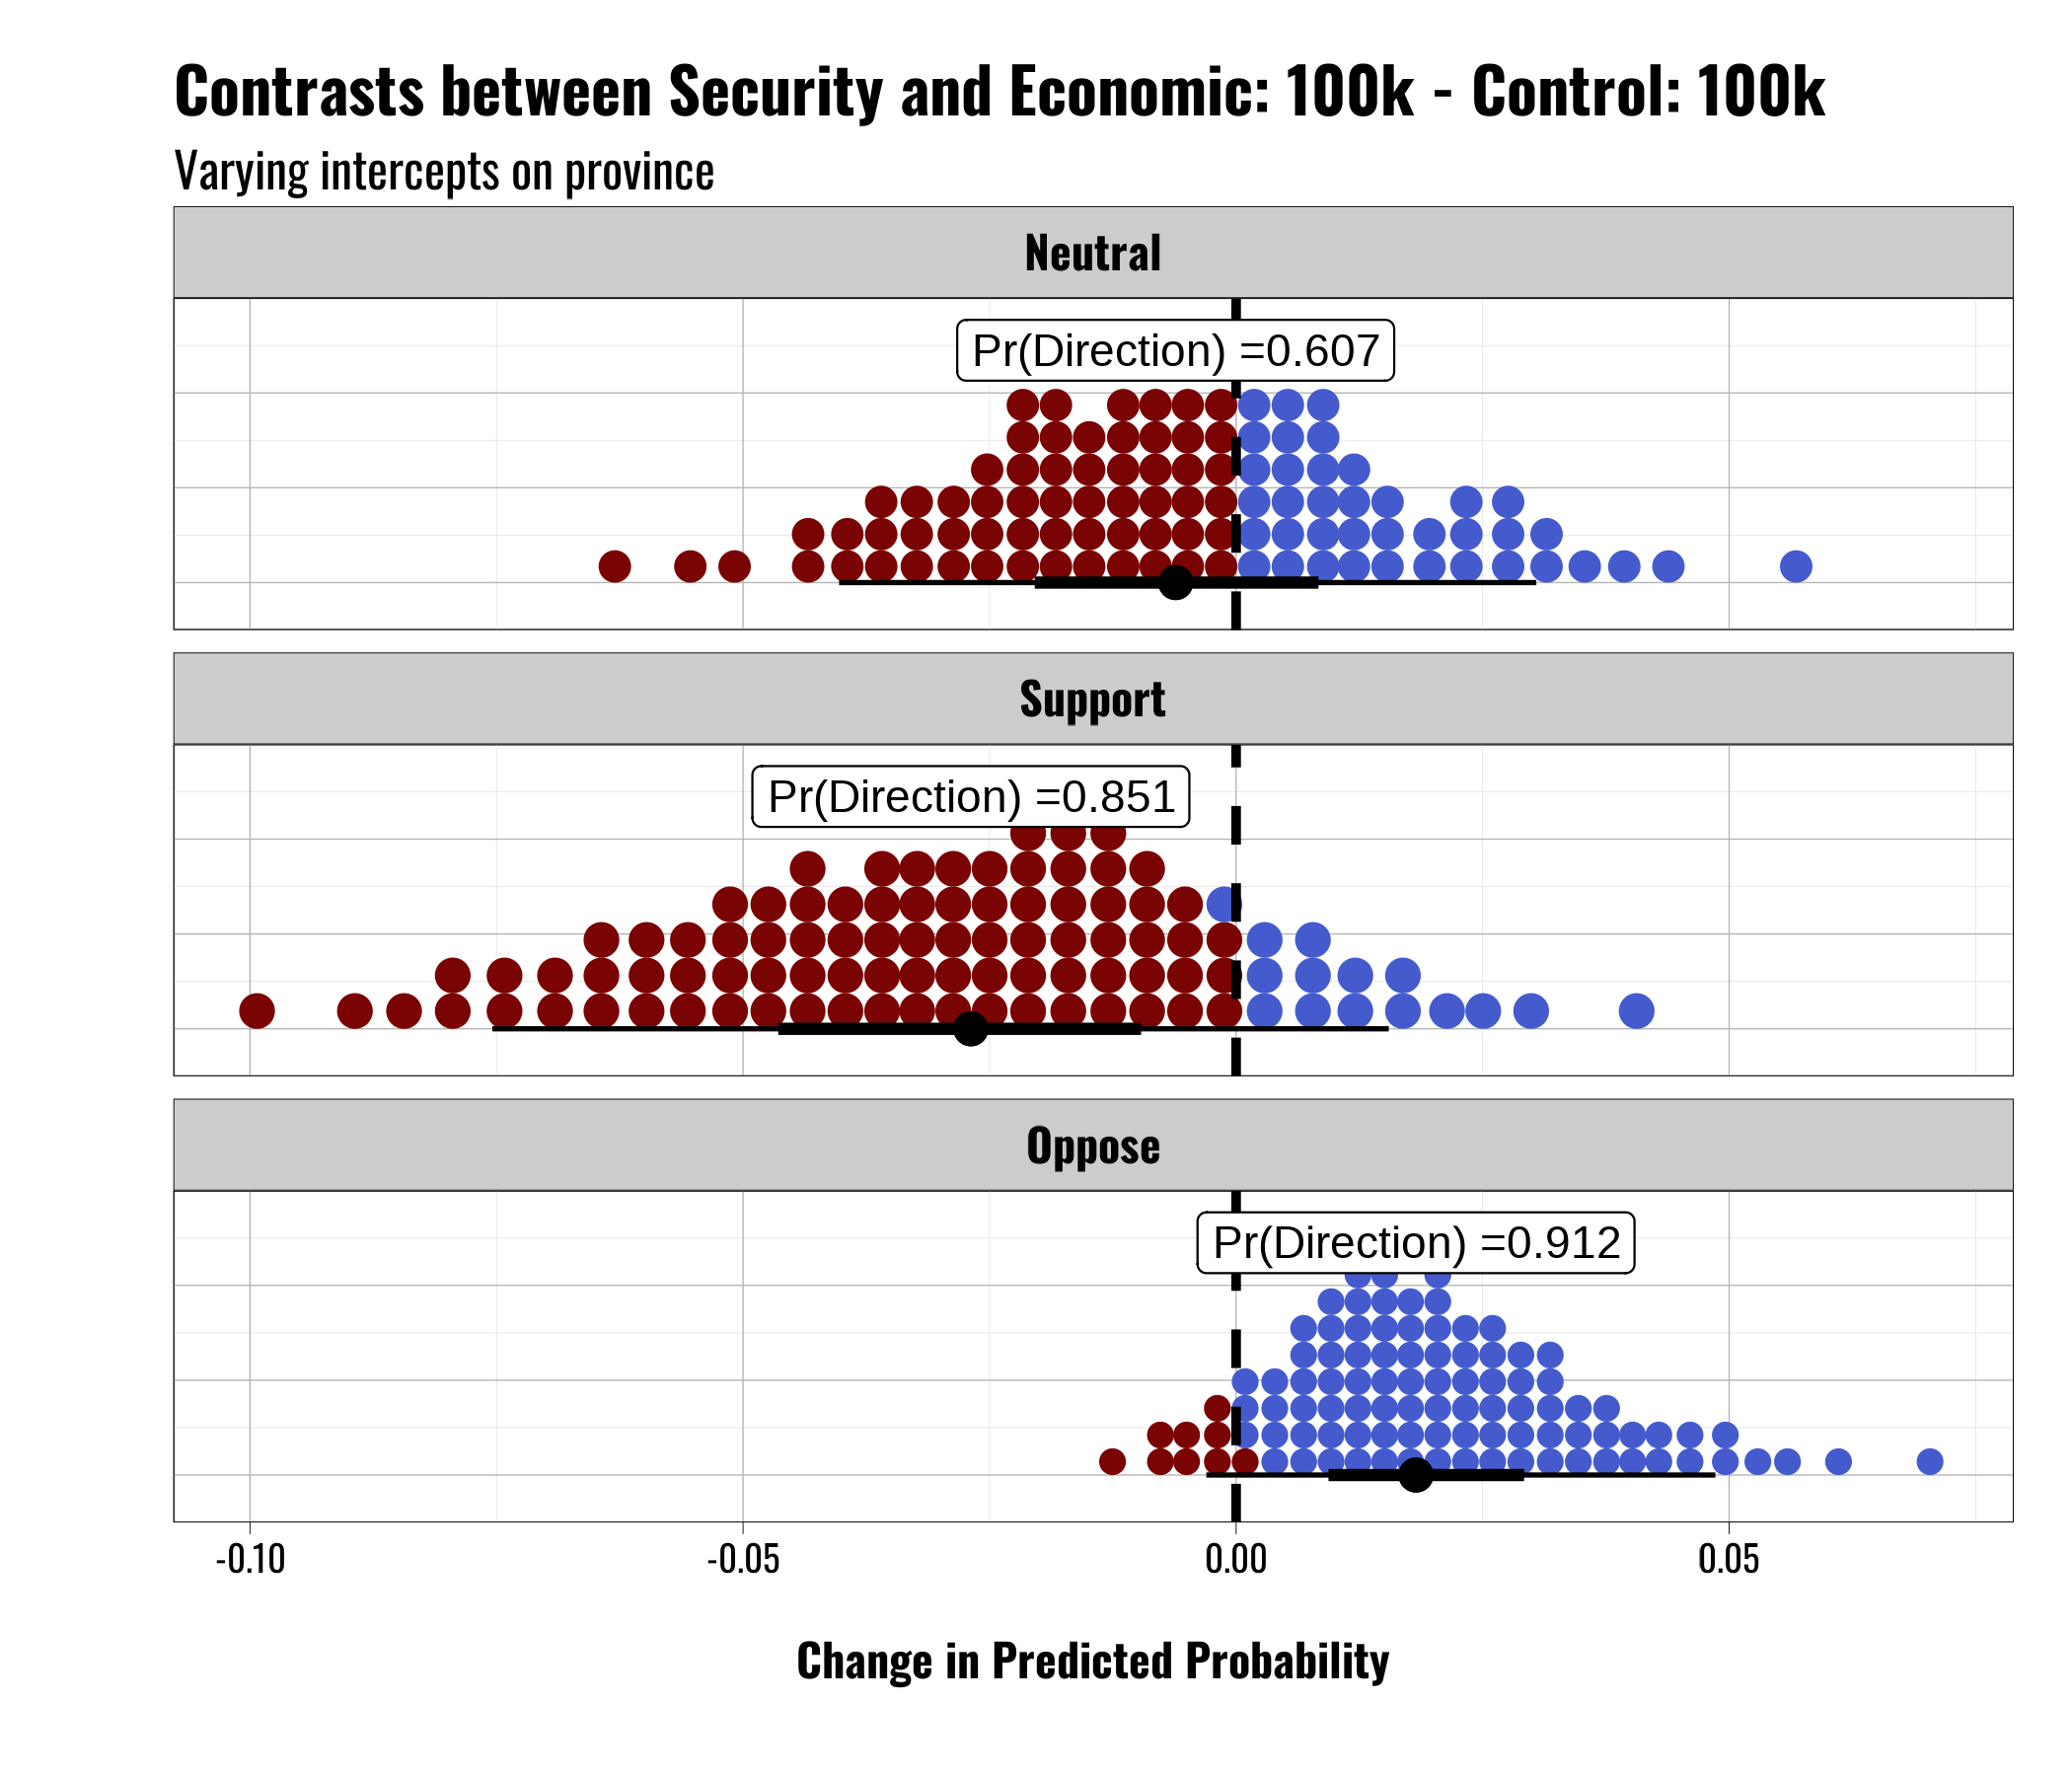 Contrasts between Security and Economic: 100k - Control: 100k
Varying intercepts on province
Neutral
Pr(Direction) =0.607
Support
Pr(Direction) =0.851
Oppose
Pr(Direction) =0.912
-0.10 -0.05 0.00 0.05
Change in Predicted Probability